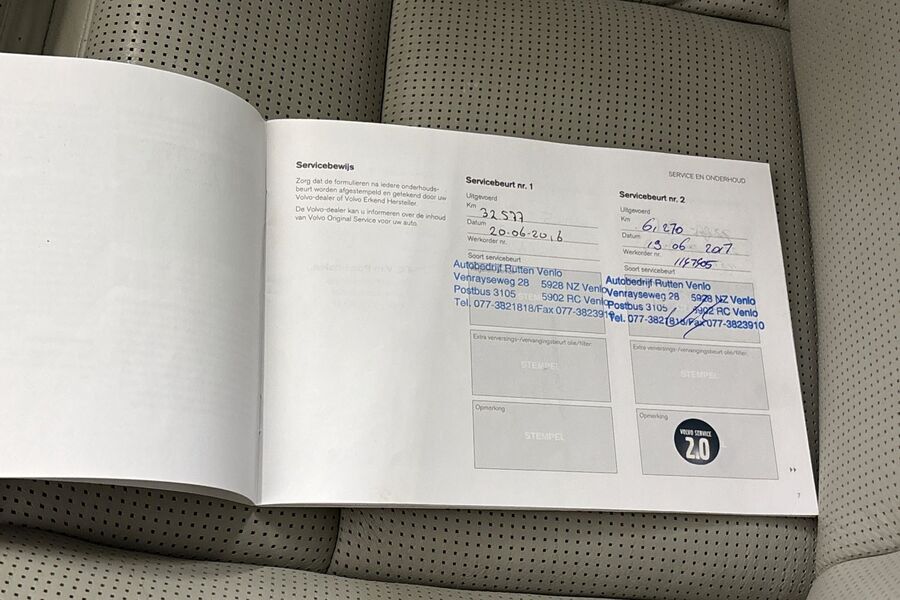 SERVICE EN ONDERHOUD
Servicebewijs
Zorg dat de formulieren na iedere onderhouds-
beurt worden afgestempeld en getekend door uw
Volvo-dealer of Volvo Erkend Hersteller.
De Volvo-dealer kan u informeren over de inhoud
van Volvo Original Service voor uw auto.
Servicebeurt nr. 1
Uitgevoerd
Km 32577
Datum 20-06-2016
Werkorder nr.
Soort servicebeurt
Autobedrijf Rutten Venlo
Venrayseweg 28 5928 NZ Venlo
Postbus 3105 5902 RC Venlo
Tel. 077-3821818/Fax 077-3823910
Extra verversings-/vervangingsbeurt olie/filter:
STEMPEL
Opmerking
STEMPEL
Servicebeurt nr. 2
Uitgevoerd
Km 61,270
Datum 19-06-2017
Werkorder nr.
Soort servicebeurt
Autobedrijf Rutten Venlo
Venrayseweg 28 5928 NZ Venlo
Postbus 3105 5902 RC Venlo
Tel. 077-3821818/Fax 077-3823910
Extra verversings-/vervangingsbeurt olie/filter:
STEMPEL
Opmerking
VOLVO SERVICE
2.0
7